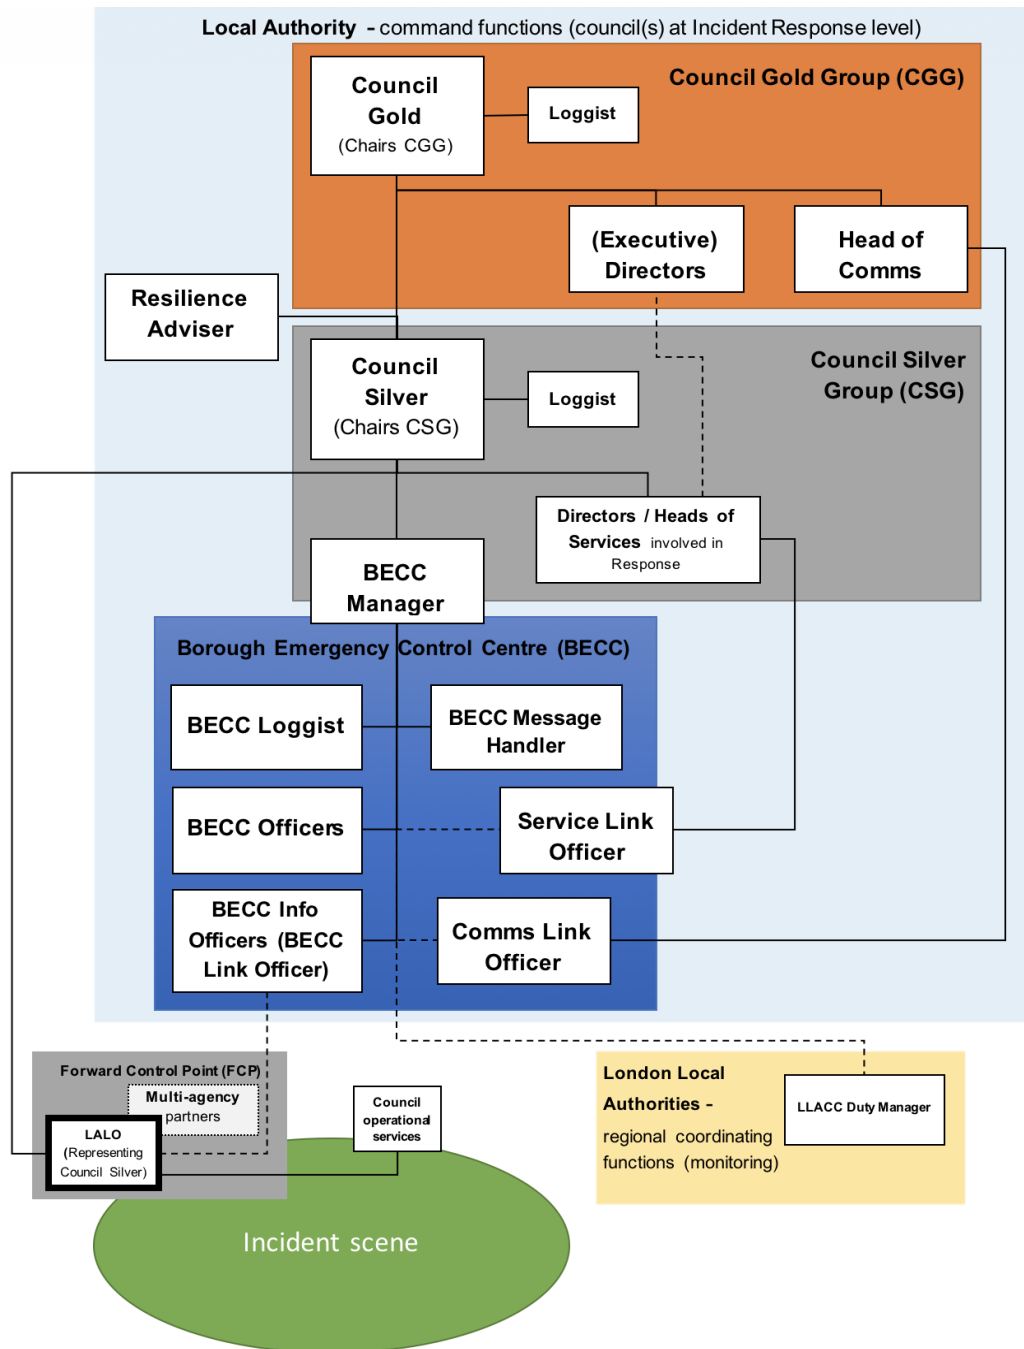 Local Authority - command functions (council(s) at Incident Response level)
Council Gold Group (CGG)
Council
Gold
(Chairs CGG)
Loggist
(Executive)
Directors
Head of
Comms
Resilience
Adviser
Council Silver
Group (CSG)
Council
Silver
(Chairs CSG)
Loggist
Directors / Heads of
Services involved in
Response
BECC
Manager
Borough Emergency Control Centre (BECC)
BECC Loggist
BECC Message
Handler
BECC Officers
Service Link
Officer
BECC Info
Officers (BECC
Link Officer)
Comms Link
Officer
Forward Control Point (FCP)
Multi-agency
partners
LALO
(Representing
Council Silver)
Council
operational
services
London Local
Authorities -
regional coordinating
functions (monitoring)
LLACC Duty Manager
Incident scene